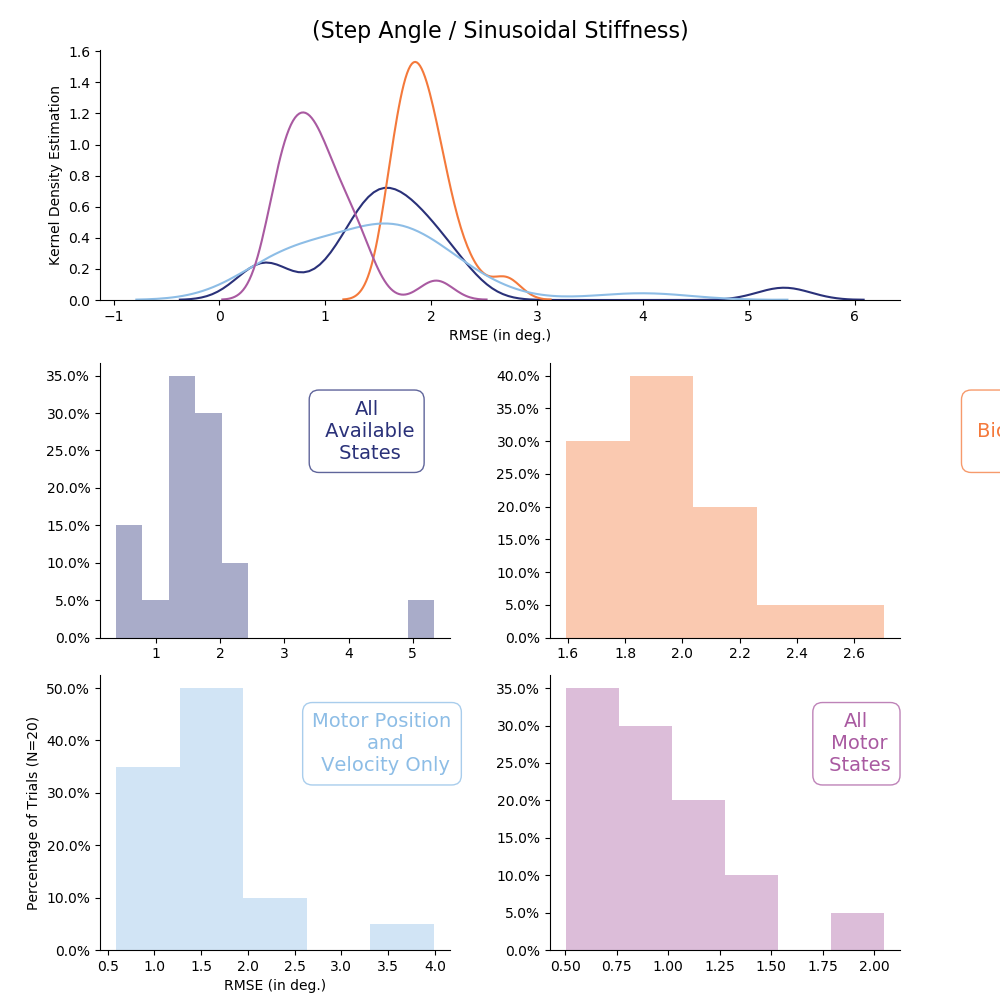 (Step Angle / Sinusoidal Stiffness)
Kernel Density Estimation
1.6
1.4
1.2
1.0
0.8
0.6
0.4
0.2
0.0
−1 0 1 2 3 4 5 6
RMSE (in deg.)
35.0%
30.0%
25.0%
20.0%
15.0%
10.0%
5.0%
0.0%
1 2 3 4 5
All
Available
States
40.0%
35.0%
30.0%
25.0%
20.0%
15.0%
10.0%
5.0%
0.0%
1.6 1.8 2.0 2.2 2.4 2.6
Percentage of Trials (N=20)
50.0%
40.0%
30.0%
20.0%
10.0%
0.0%
0.5 1.0 1.5 2.0 2.5 3.0 3.5 4.0
RMSE (in deg.)
Motor Position
and
Velocity Only
35.0%
30.0%
25.0%
20.0%
15.0%
10.0%
5.0%
0.0%
0.50 0.75 1.00 1.25 1.50 1.75 2.00
All
Motor
States